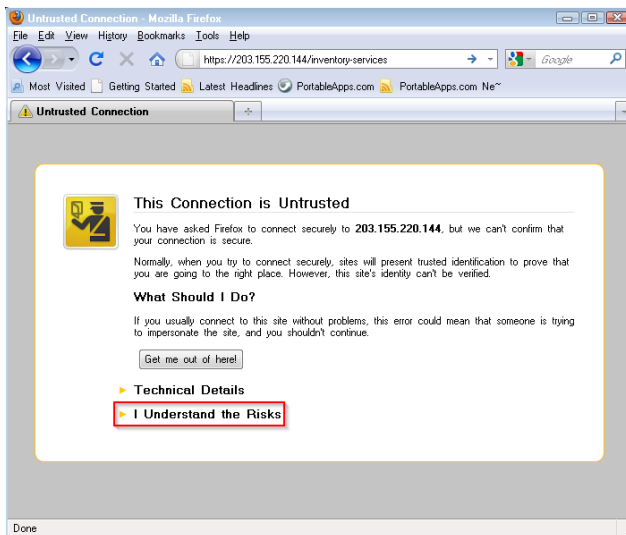 Untrusted Connection - Mozilla Firefox
File Edit View History Bookmarks Tools Help
https://203.155.220.144/inventory-services
Google
Most Visited Getting Started Latest Headlines PortableApps.com PortableApps.com Ne~
Untrusted Connection
This Connection is Untrusted
You have asked Firefox to connect securely to 203.155.220.144, but we can't confirm that
your connection is secure.
Normally, when you try to connect securely, sites will present trusted identification to prove that
you are going to the right place. However, this site's identity can't be verified.
What Should I Do?
If you usually connect to this site without problems, this error could mean that someone is trying
to impersonate the site, and you shouldn't continue.
Get me out of here!
Technical Details
I Understand the Risks
Done